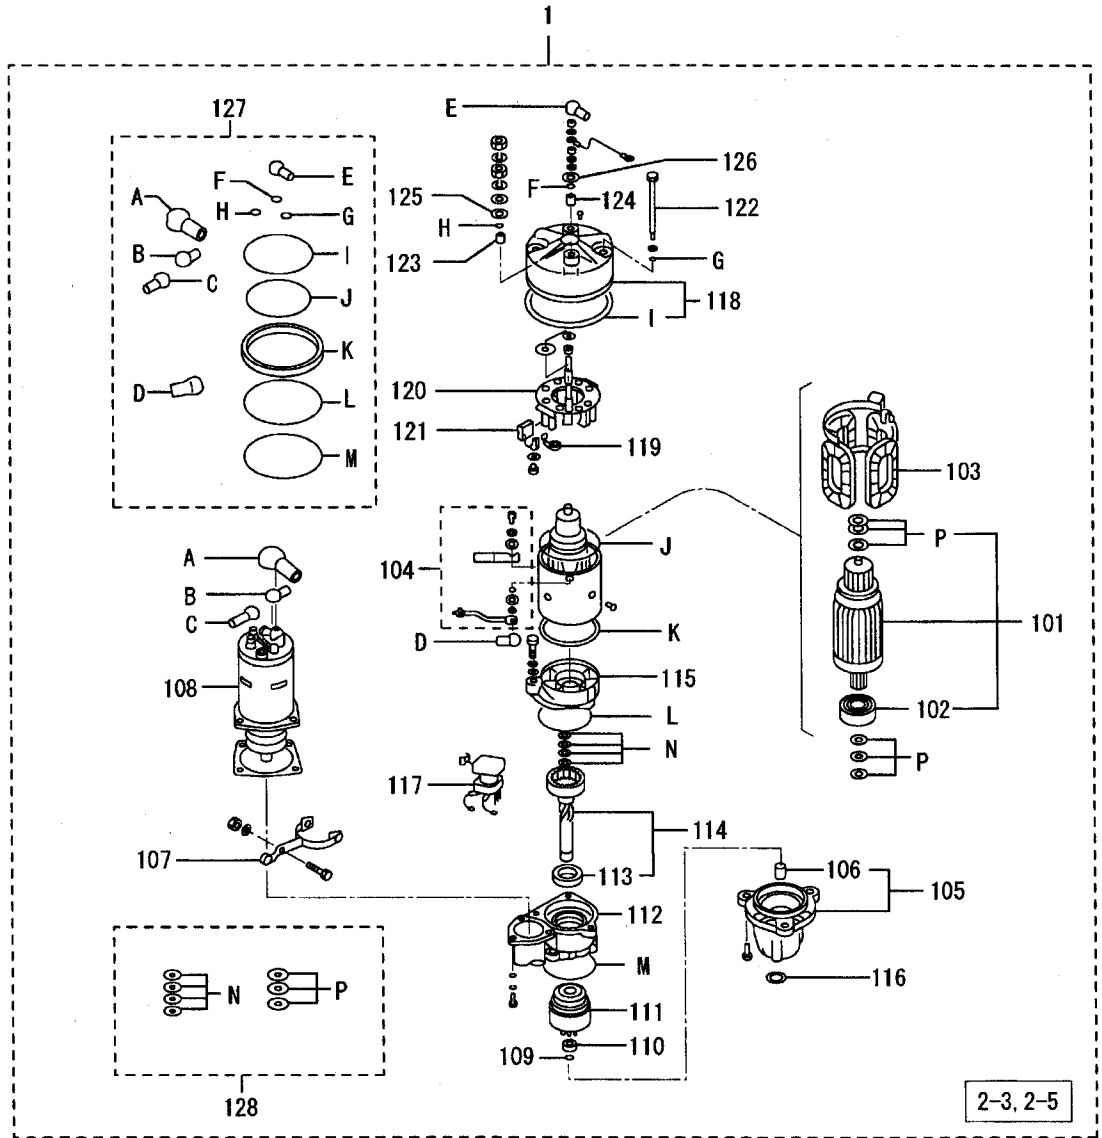 1
127
E
126
A
F
E
125
F
124
122
H
G
H
B
I
123
G
C
J
118
I
K
D
L
120
121
119
M
103
A
104
J
P
B
C
D
K
101
108
115
102
L
N
P
117
114
107
113
106
105
112
M
116
N
P
111
110
109
128
2-3, 2-5